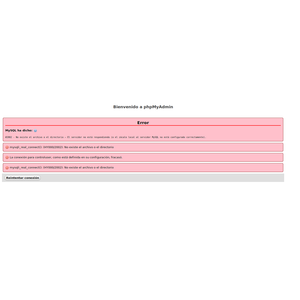 Bienvenido a phpMyAdmin
Error
MySQL ha dicho:
#2002 - No existe el archivo o el directorio - El servidor no está respondiendo (o el socket local al servidor MySQL no está configurado correctamente).
mysqli_real_connect(): (HY000/2002): No existe el archivo o el directorio
La conexión para controluser, como está definida en su configuración, fracasó.
mysqli_real_connect(): (HY000/2002): No existe el archivo o el directorio
Reintentar conexión